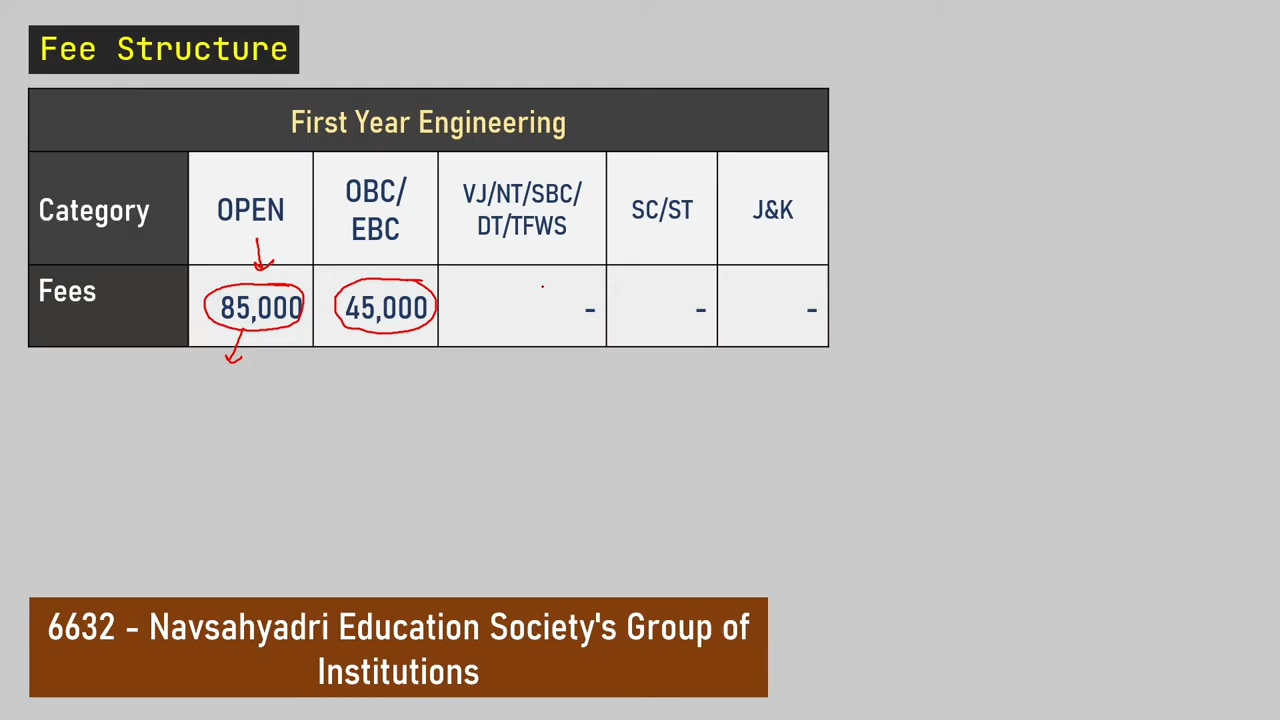 Fee Structure
First Year Engineering
Category
OPEN
OBC/
EBC
VJ/NT/SBC/
DT/TFWS
SC/ST
J&K
Fees
85,000
45,000
-
-
-
6632 - Navsahyadri Education Society's Group of
Institutions